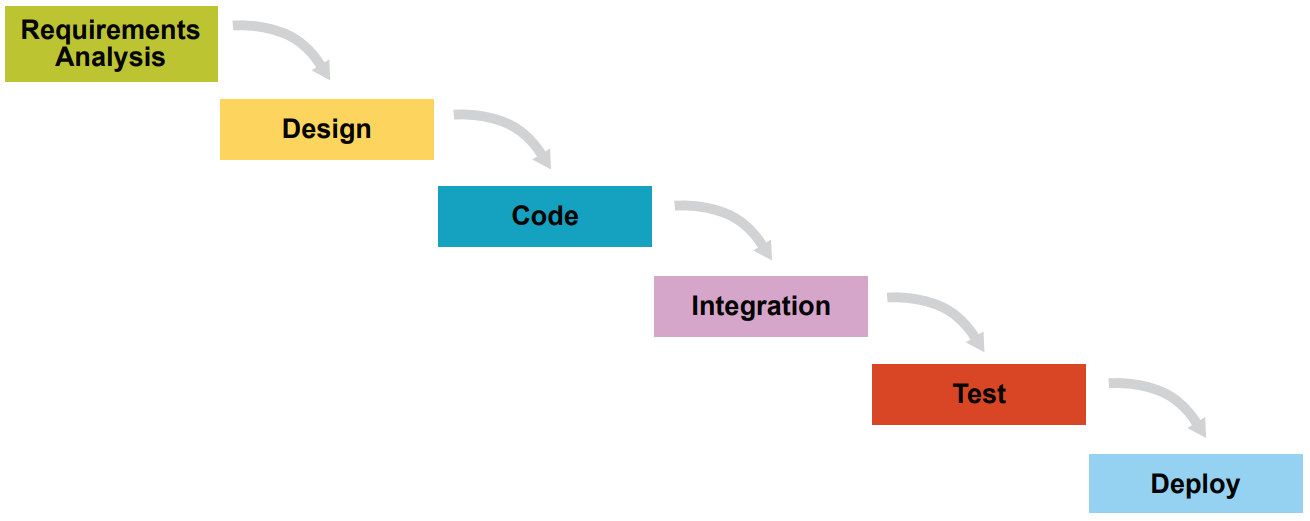 Requirements
Analysis
Design
Code
Integration
Test
Deploy